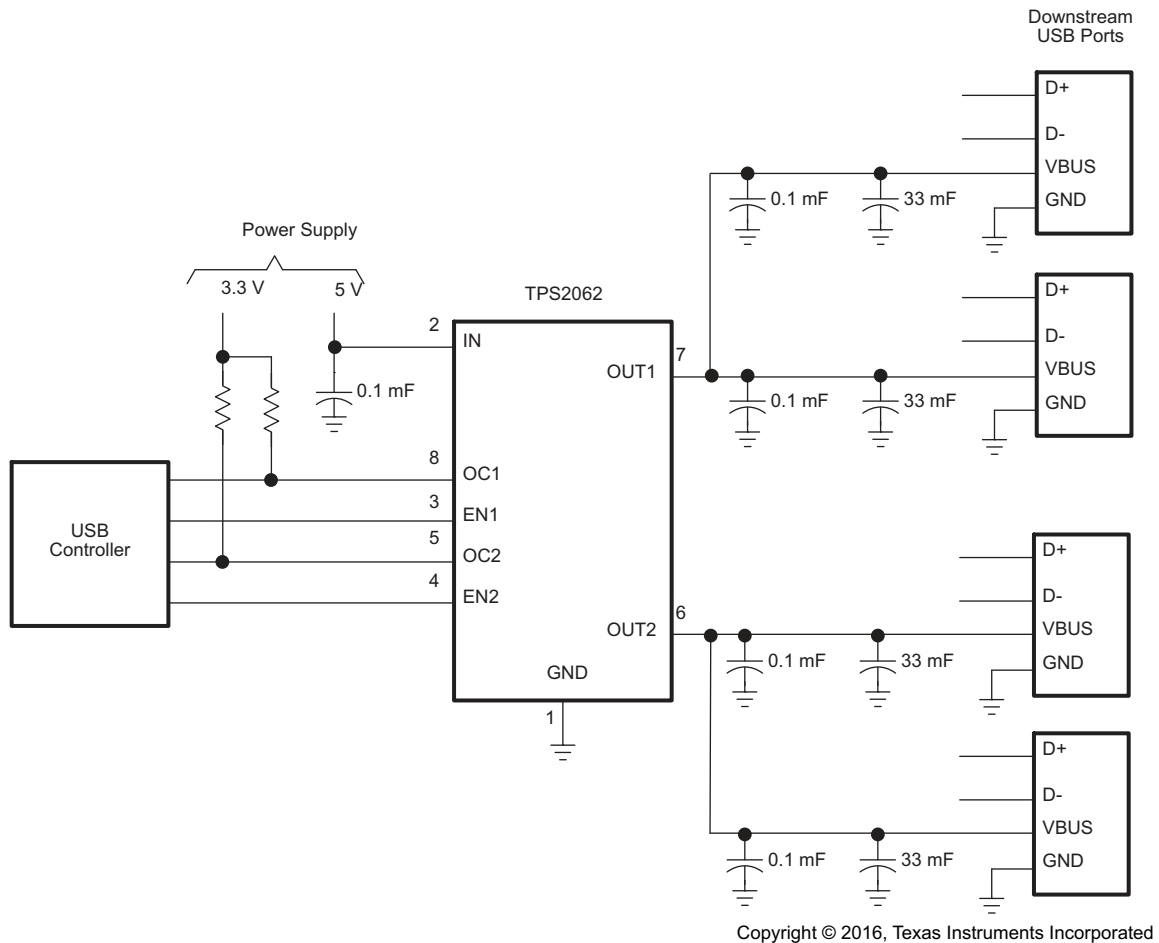 Downstream
USB Ports
D+
D-
VBUS
GND
0.1 mF
33 mF
Power Supply
3.3 V
5 V
0.1 mF
TPS2062
2
IN
7
OUT1
D+
D-
VBUS
GND
0.1 mF
33 mF
USB
Controller
8
OC1
3
EN1
5
OC2
4
EN2
6
OUT2
GND
1
D+
D-
VBUS
GND
0.1 mF
33 mF
D+
D-
VBUS
GND
0.1 mF
33 mF
Copyright © 2016, Texas Instruments Incorporated